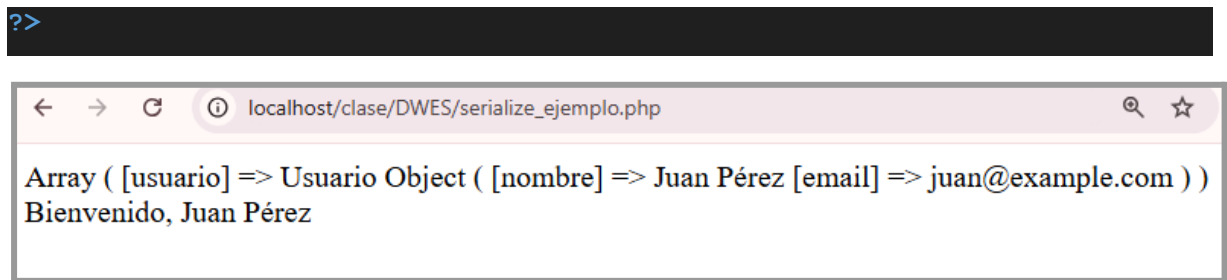 ?>
localhost/clase/DWES/serialize_ejemplo.php
Array ( [usuario] => Usuario Object ( [nombre] => Juan Pérez [email] => juan@example.com ) )
Bienvenido, Juan Pérez